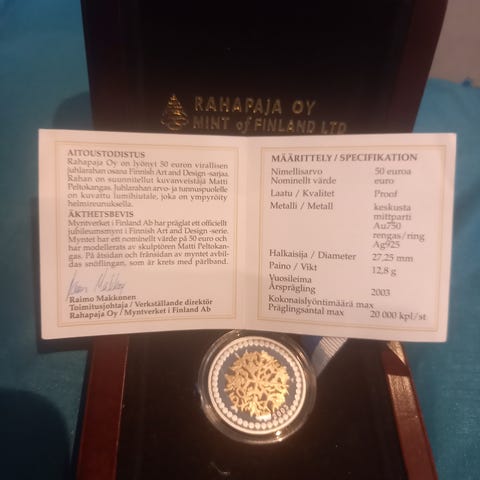 RAHAPAJA OY
MINT of FINLAND LTD
AITOUSTODISTUS
Rahapaja Oy on lyönyt 50 euron virallisen
juhlarahan osana Finnish Art and Design -sarjaa.
Rahan on suunnitellut kuvanveistäjä Matti
Peltokangas. Juhlarahan arvo- ja tunnuspuolelle
on kuvattu lumihiutale, joka on ympyröity
helmireunuksella.
ÄKTHETSBEVIS
Myntverket i Finland Ab har präglat ett officiellt
jubileumsmynt i Finnish Art and Design -serie.
Myntet har ett nominellt värde på 50 euro och
har modellerats av skulptören Matti Peltokan-
gas. På åtsidan och frånsidan av myntet avbil-
das snöflingan, som är krets med pärlband.
Raimo Makkonen
Toimitusjohtaja / Verkställande direktör
Rahapaja Oy / Myntverket i Finland Ab
MÄÄRITTELY / SPECIFIKATION
Nimellisarvo 50 euroa
Nominellt värde euro
Laatu / Kvalitet Proof
Metalli / Metall keskusta
mittparti
Au750
rengas/ring
Ag925
Halkaisija / Diameter 27,25 mm
Paino / Vikt 12,8 g
Vuosileima
Årsprägling 2003
Kokonaislyöntimäärä max
Präglingsantal max 20 000 kpl/st
2003